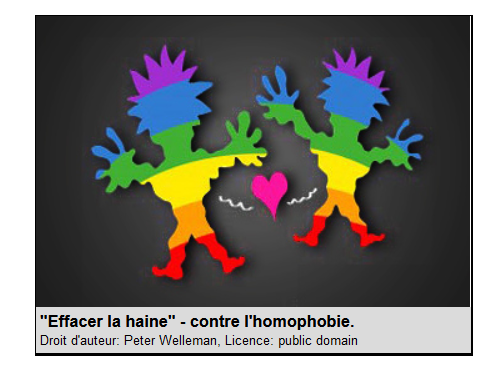 "Effacer la haine" - contre l'homophobie.
Droit d'auteur: Peter Welleman, Licence: public domain